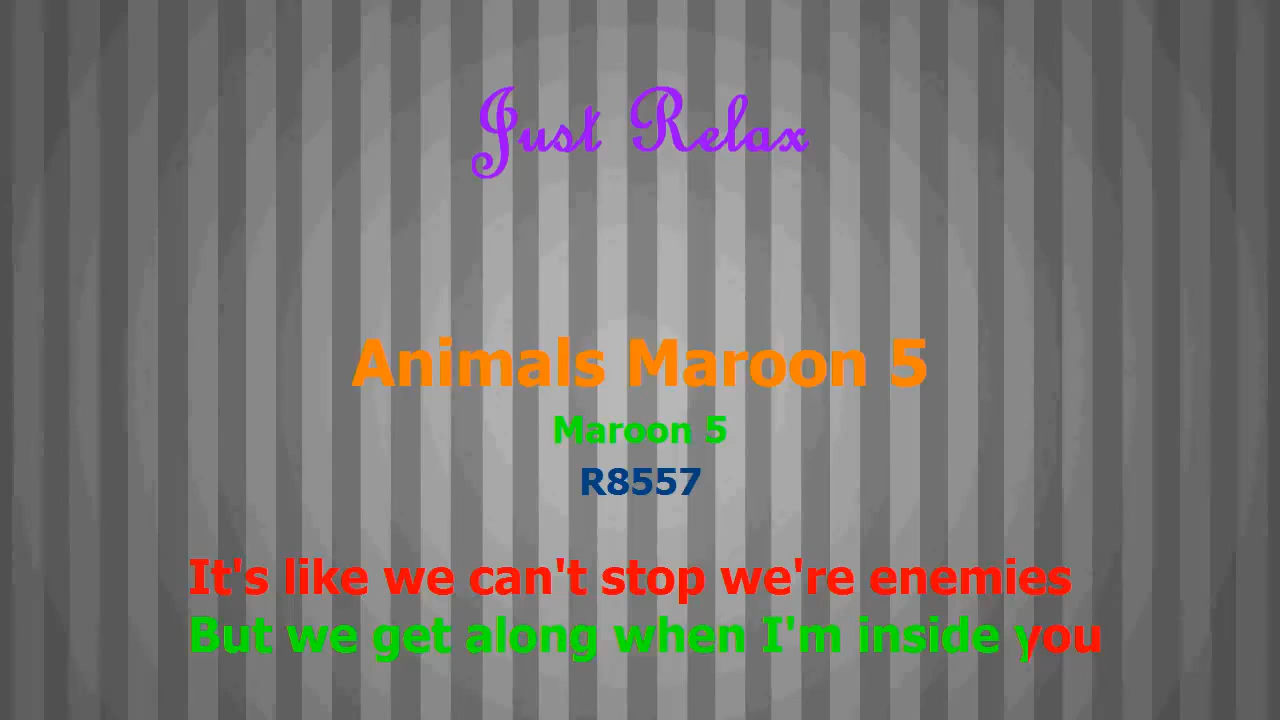 Just Relax
Animals Maroon 5
Maroon 5
R8557
It's like we can't stop we're enemies
But we get along when I'm inside you